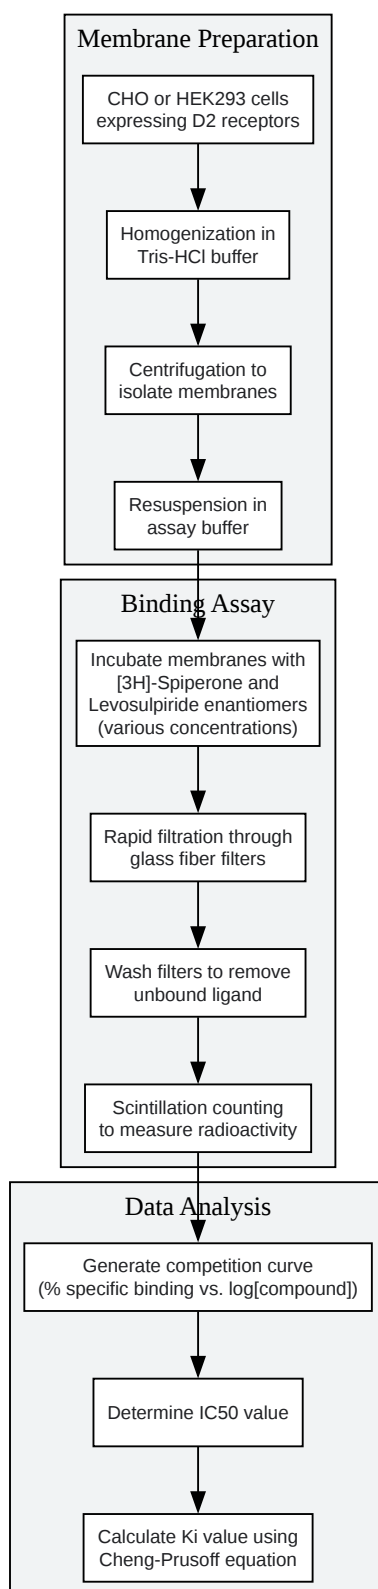 Membrane Preparation
CHO or HEK293 cells
expressing D2 receptors
Homogenization in
Tris-HCl buffer
Centrifugation to
isolate membranes
Resuspension in
assay buffer
Binding Assay
Incubate membranes with
[3H]-Spiperone and
Levosulpiride enantiomers
(various concentrations)
Rapid filtration through
glass fiber filters
Wash filters to remove
unbound ligand
Scintillation counting
to measure radioactivity
Data Analysis
Generate competition curve
(% specific binding vs. log[compound])
Determine IC50 value
Calculate Ki value using
Cheng-Prusoff equation